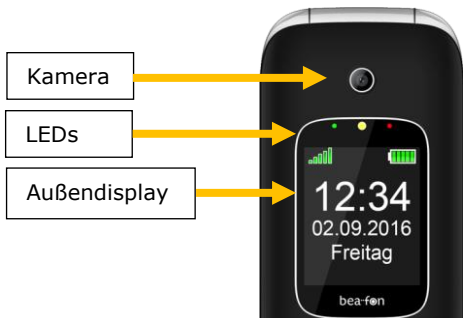 Kamera
LEDs
Außendisplay
12:34
02.09.2016
Freitag
bea-fon